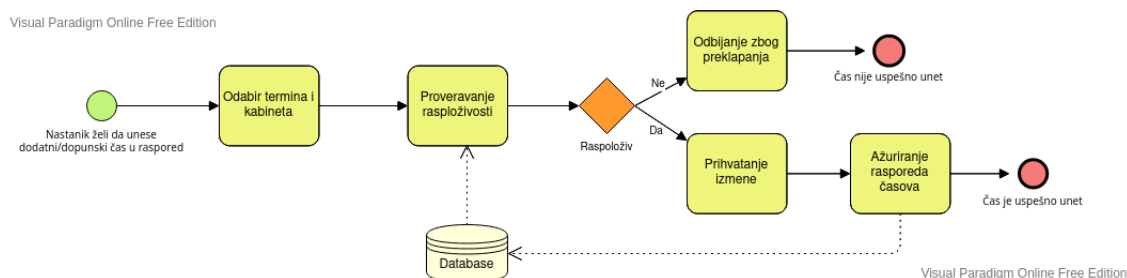 Visual Paradigm Online Free Edition
Nastanik želi da unese
dodatni/dopunski čas u raspored
Odabir termina i
kabineta
Proveravanje
rasploživosti
Raspoloživ
Ne
Da
Odbijanje zbog
preklapanja
Čas nije uspešno unet
Prihvatanje
izmene
Ažuriranje
rasporeda
časova
Čas je uspešno unet
Database
Visual Paradigm Online Free Edition